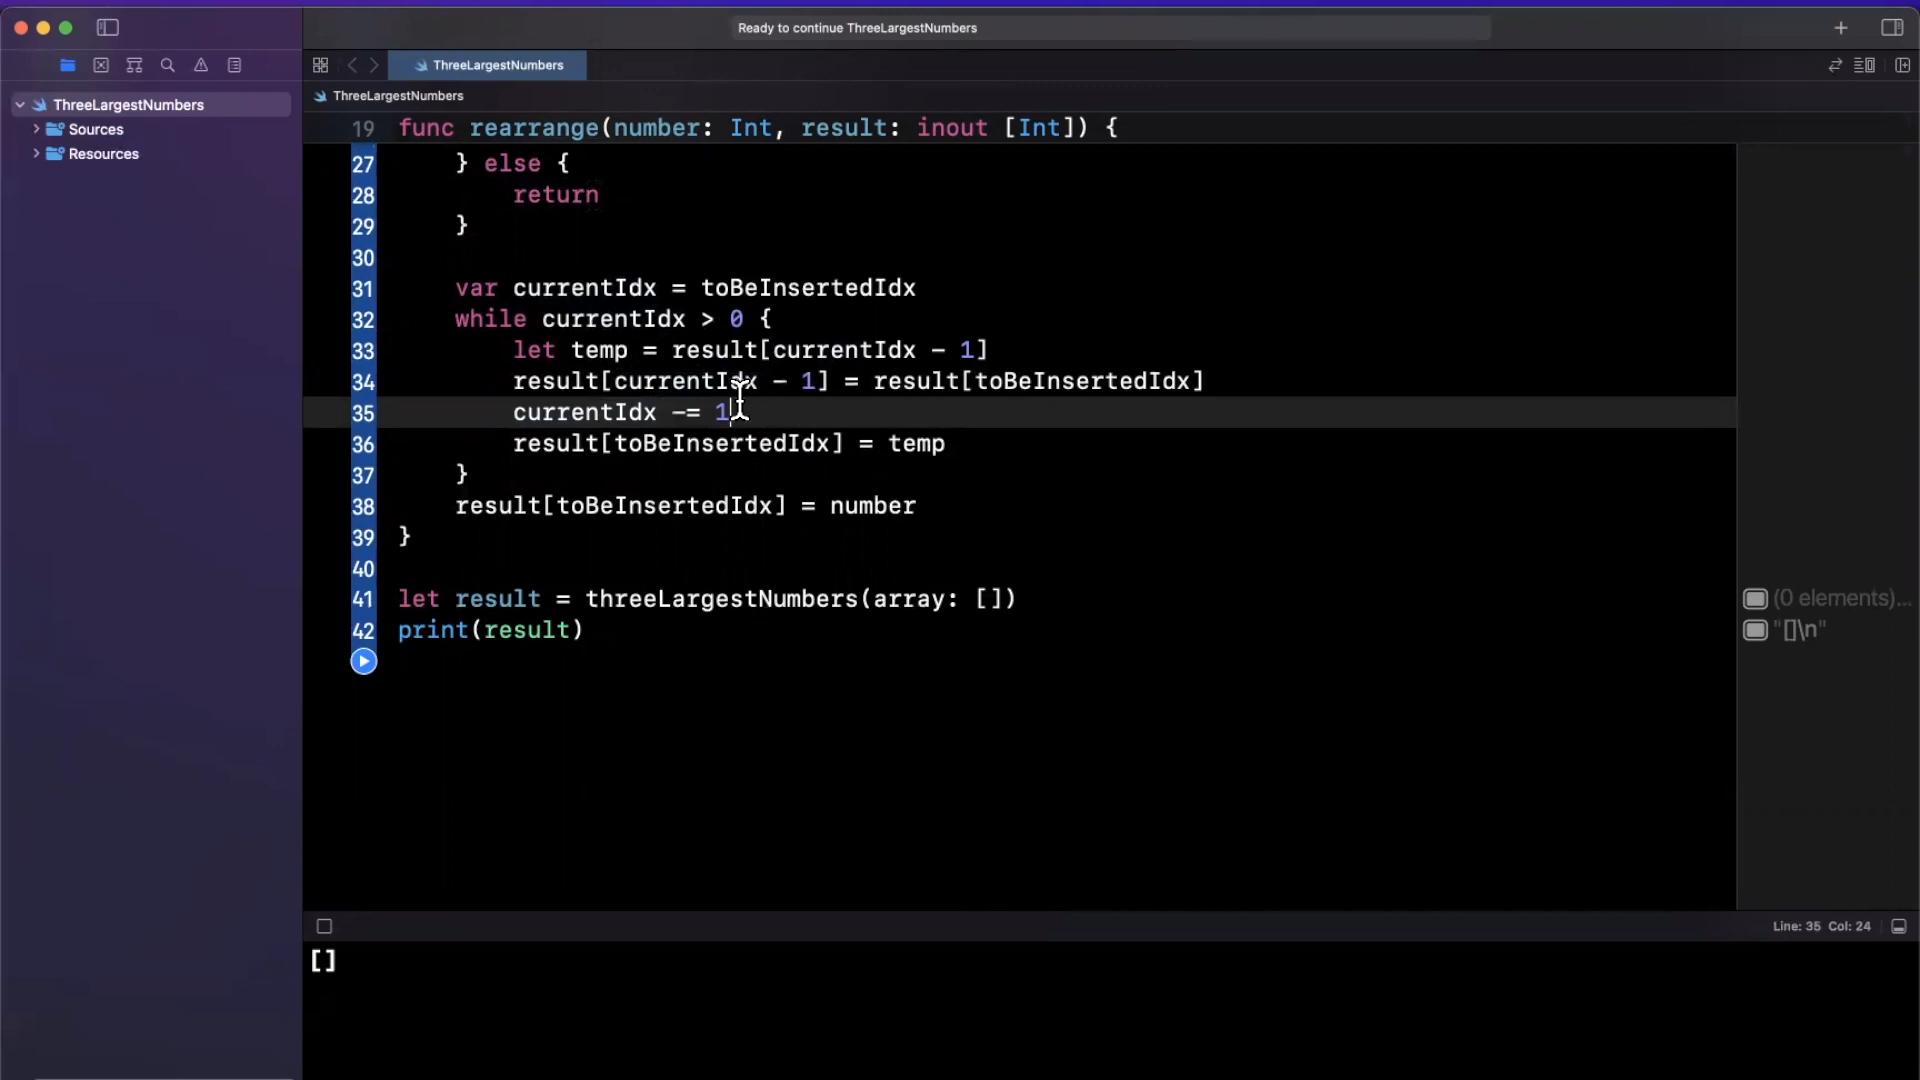 Ready to continue ThreeLargestNumbers
ThreeLargestNumbers
ThreeLargestNumbers
Sources
Resources
ThreeLargestNumbers
19 func rearrange(number: Int, result: inout [Int]) {
27 } else {
28 return
29 }
30
31 var currentIdx = toBeInsertedIdx
32 while currentIdx > 0 {
33 let temp = result[currentIdx - 1]
34 result[currentIdx - 1] = result[toBeInsertedIdx]
35 currentIdx -= 1
36 result[toBeInsertedIdx] = temp
37 }
38 result[toBeInsertedIdx] = number
39 }
40
41 let result = threeLargestNumbers(array: [])
42 print(result)
(0 elements)...
"[]\n"
Line: 35 Col: 24
[]